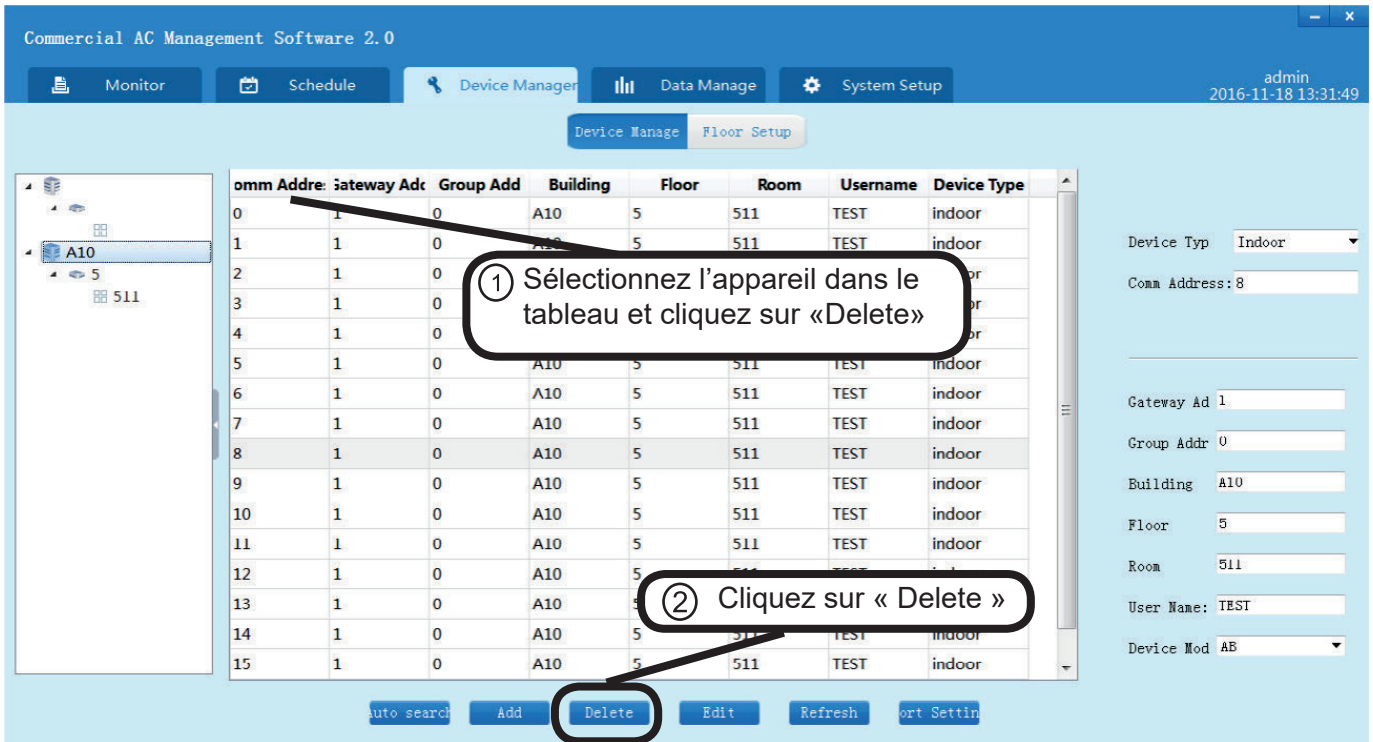 Commercial AC Management Software 2.0
Monitor Schedule Device Manager Data Manage System Setup
admin
2016-11-18 13:31:49
Device Manage Floor Setup
omm Addre: Gateway Adc Group Add Building Floor Room Username Device Type
0 1 0 A10 5 511 TEST indoor
1 1 0 A10 5 511 TEST indoor
2 1 0
3 1 0
4 1 0
5 1 0 A10 5 511 TEST indoor
6 1 0 A10 5 511 TEST indoor
7 1 0 A10 5 511 TEST indoor
8 1 0 A10 5 511 TEST indoor
9 1 0 A10 5 511 TEST indoor
10 1 0 A10 5 511 TEST indoor
11 1 0 A10 5 511 TEST indoor
12 1 0 A10 5
13 1 0 A10
14 1 0 A10 5 511 TEST indoor
15 1 0 A10 5 511 TEST indoor
A10
5
511
① Sélectionnez l’appareil dans le
tableau et cliquez sur «Delete»
② Cliquez sur « Delete »
Device Typ Indoor
Comm Address: 8
Gateway Ad 1
Group Addr 0
Building A10
Floor 5
Room 511
User Name: TEST
Device Mod AB
Auto search Add Delete Edit Refresh ort Settin